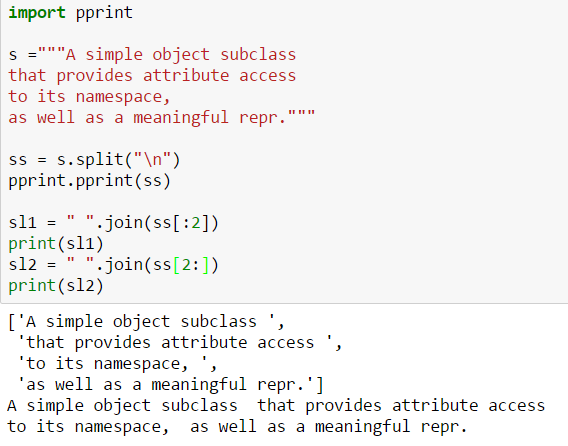 import pprint

s ="""A simple object subclass
that provides attribute access
to its namespace,
as well as a meaningful repr."""

ss = s.split("\n")
pprint.pprint(ss)

sl1 = " ".join(ss[:2])
print(sl1)
sl2 = " ".join(ss[2:])
print(sl2)

['A simple object subclass ',
 'that provides attribute access ',
 'to its namespace, ',
 'as well as a meaningful repr.']
A simple object subclass  that provides attribute access
to its namespace,  as well as a meaningful repr.